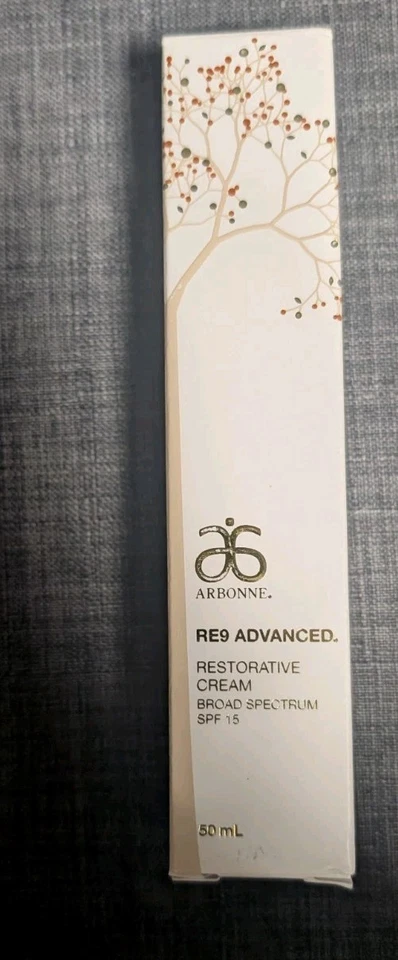 ARBONNE.
RE9 ADVANCED.
RESTORATIVE
CREAM
BROAD SPECTRUM
SPF 15
50 mL